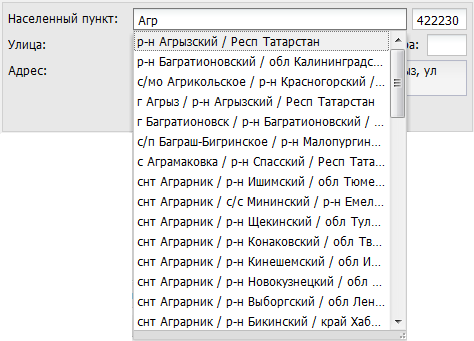 Населенный пункт: Агр 422230
Улица: ра:
Адрес: ыз, ул
р-н Агрызский / Респ Татарстан
р-н Багратионовский / обл Калининградс...
с/мо Агрикольское / р-н Красногорский / ...
г Агрыз / р-н Агрызский / Респ Татарстан
г Багратионовск / р-н Багратионовский / ...
с/п Баграш-Бигринское / р-н Малопургин...
с Аграмаковка / р-н Спасский / Респ Тата...
снт Аграрник / р-н Ишимский / обл Тюме...
снт Аграрник / с/с Мининский / р-н Емел...
снт Аграрник / р-н Щекинский / обл Тул...
снт Аграрник / р-н Конаковский / обл Тв...
снт Аграрник / р-н Кинешемский / обл И...
снт Аграрник / р-н Новокузнецкий / обл ...
снт Аграрник / р-н Выборгский / обл Лен...
снт Аграрник / р-н Бикинский / край Хаб...